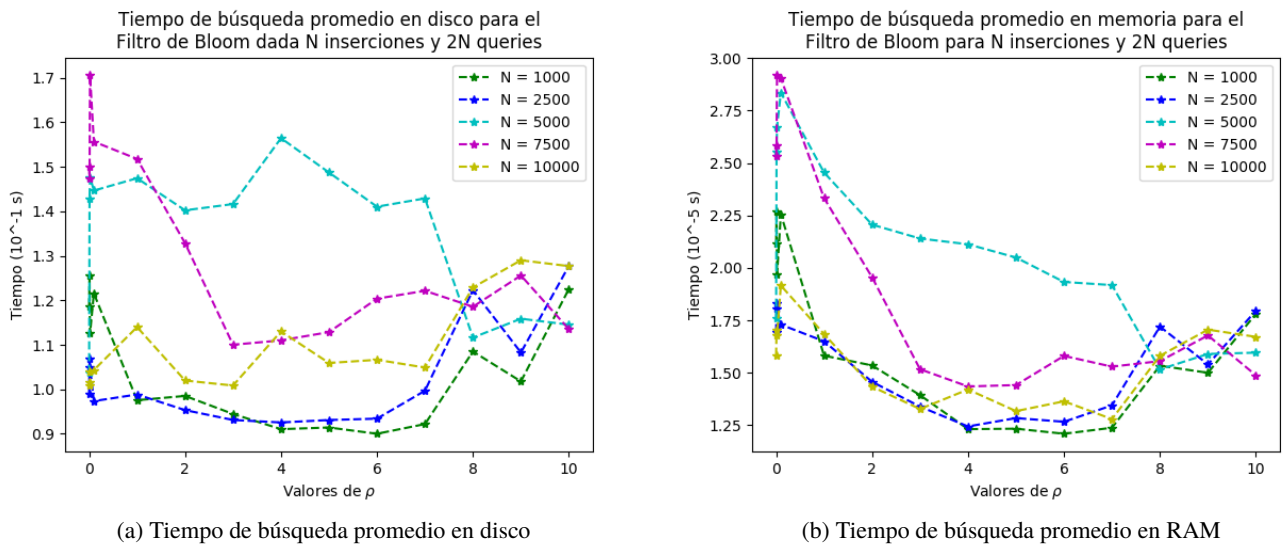 Tiempo de búsqueda promedio en disco para el
Filtro de Bloom dada N inserciones y 2N queries
1.7
1.6
1.5
1.4
1.3
1.2
1.1
1.0
0.9
Tiempo (10^-1 s)
N = 1000
N = 2500
N = 5000
N = 7500
N = 10000
0 2 4 6 8 10
Valores de ρ
(a) Tiempo de búsqueda promedio en disco
Tiempo de búsqueda promedio en memoria para el
Filtro de Bloom para N inserciones y 2N queries
3.00
2.75
2.50
2.25
2.00
1.75
1.50
1.25
Tiempo (10^-5 s)
N = 1000
N = 2500
N = 5000
N = 7500
N = 10000
0 2 4 6 8 10
Valores de ρ
(b) Tiempo de búsqueda promedio en RAM